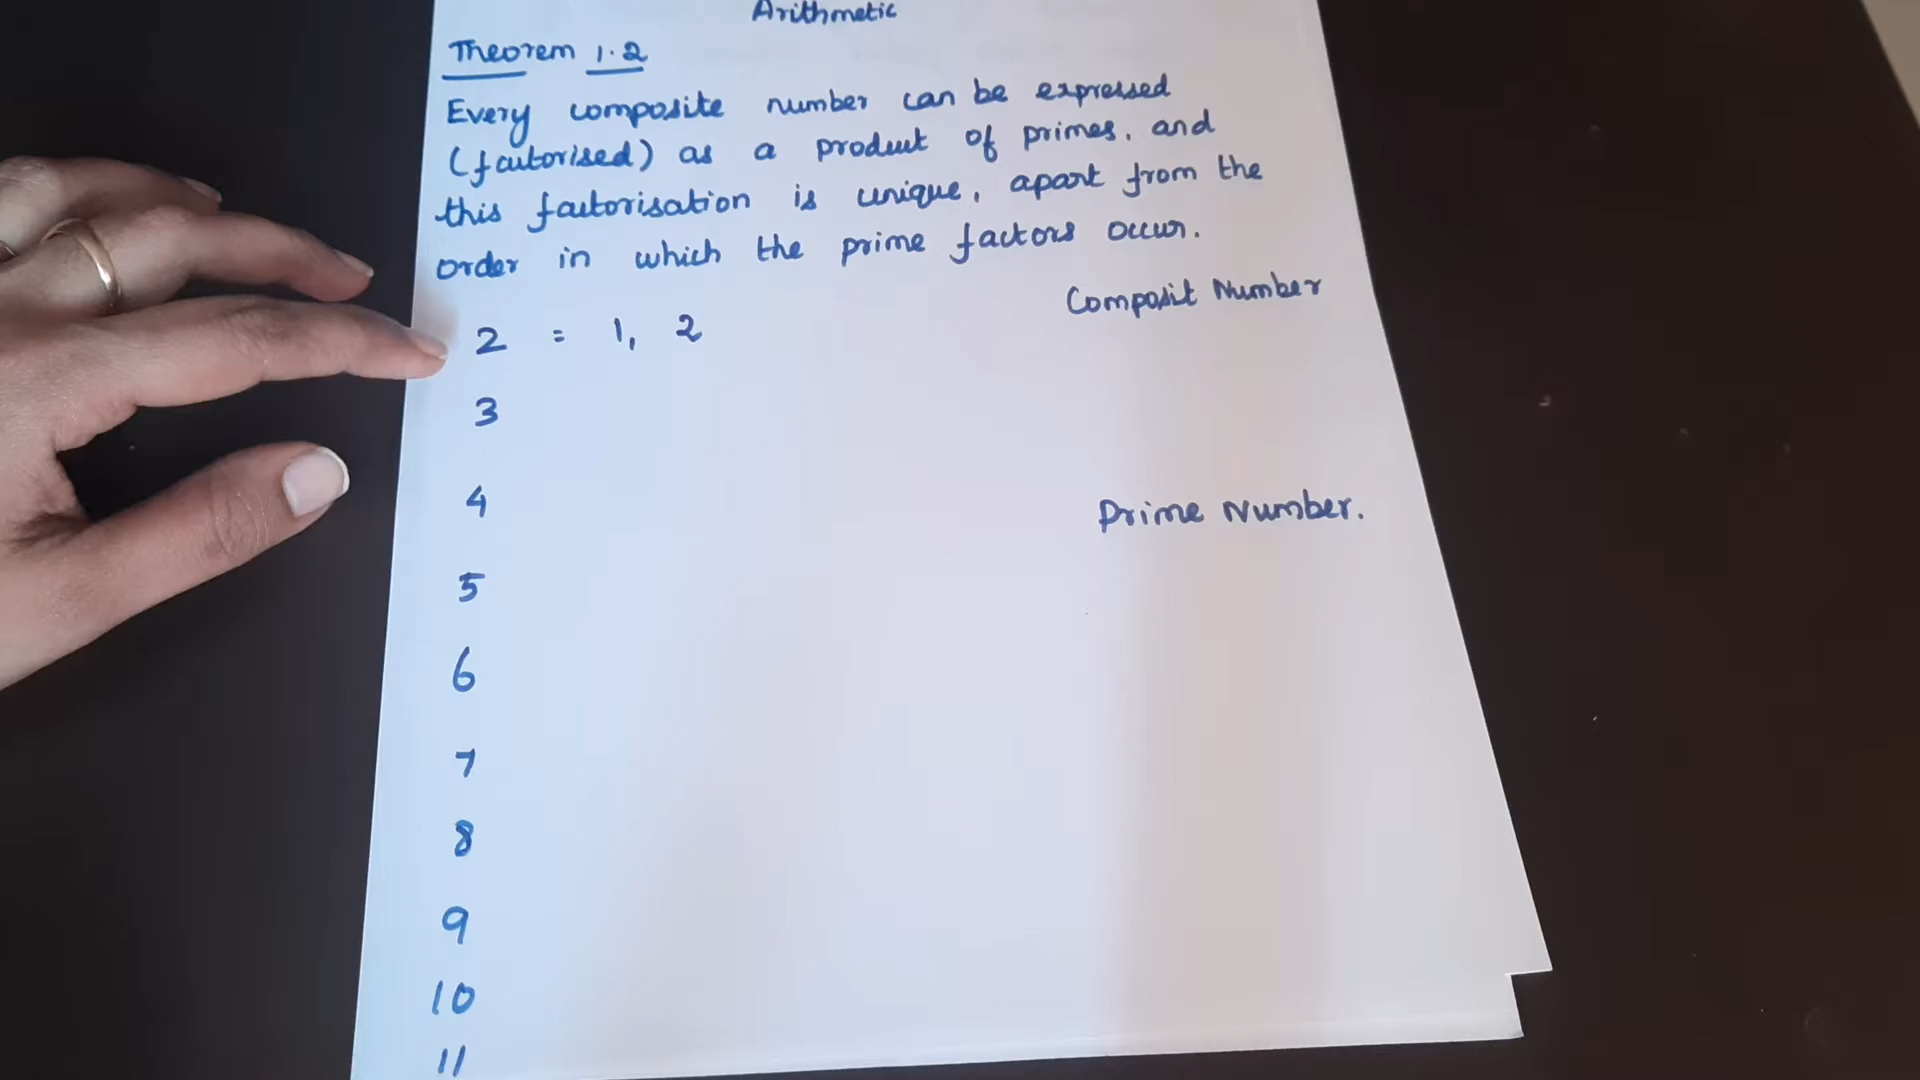 Arithmetic
Theorem 1.2
Every composite number can be expressed
(factorised) as a product of primes, and
this factorisation is unique, apart from the
order in which the prime factors occur.
Composit Number
2 = 1, 2
3
4
Prime Number.
5
6
7
8
9
10
11